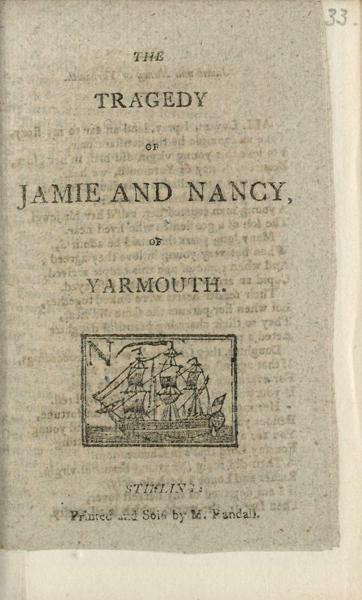 33.
THE
TRAGEDY
OF
JAMIE AND NANCY,
OF
YARMOUTH.
N
STIRLING:
Printed and Sold by M. Randall.